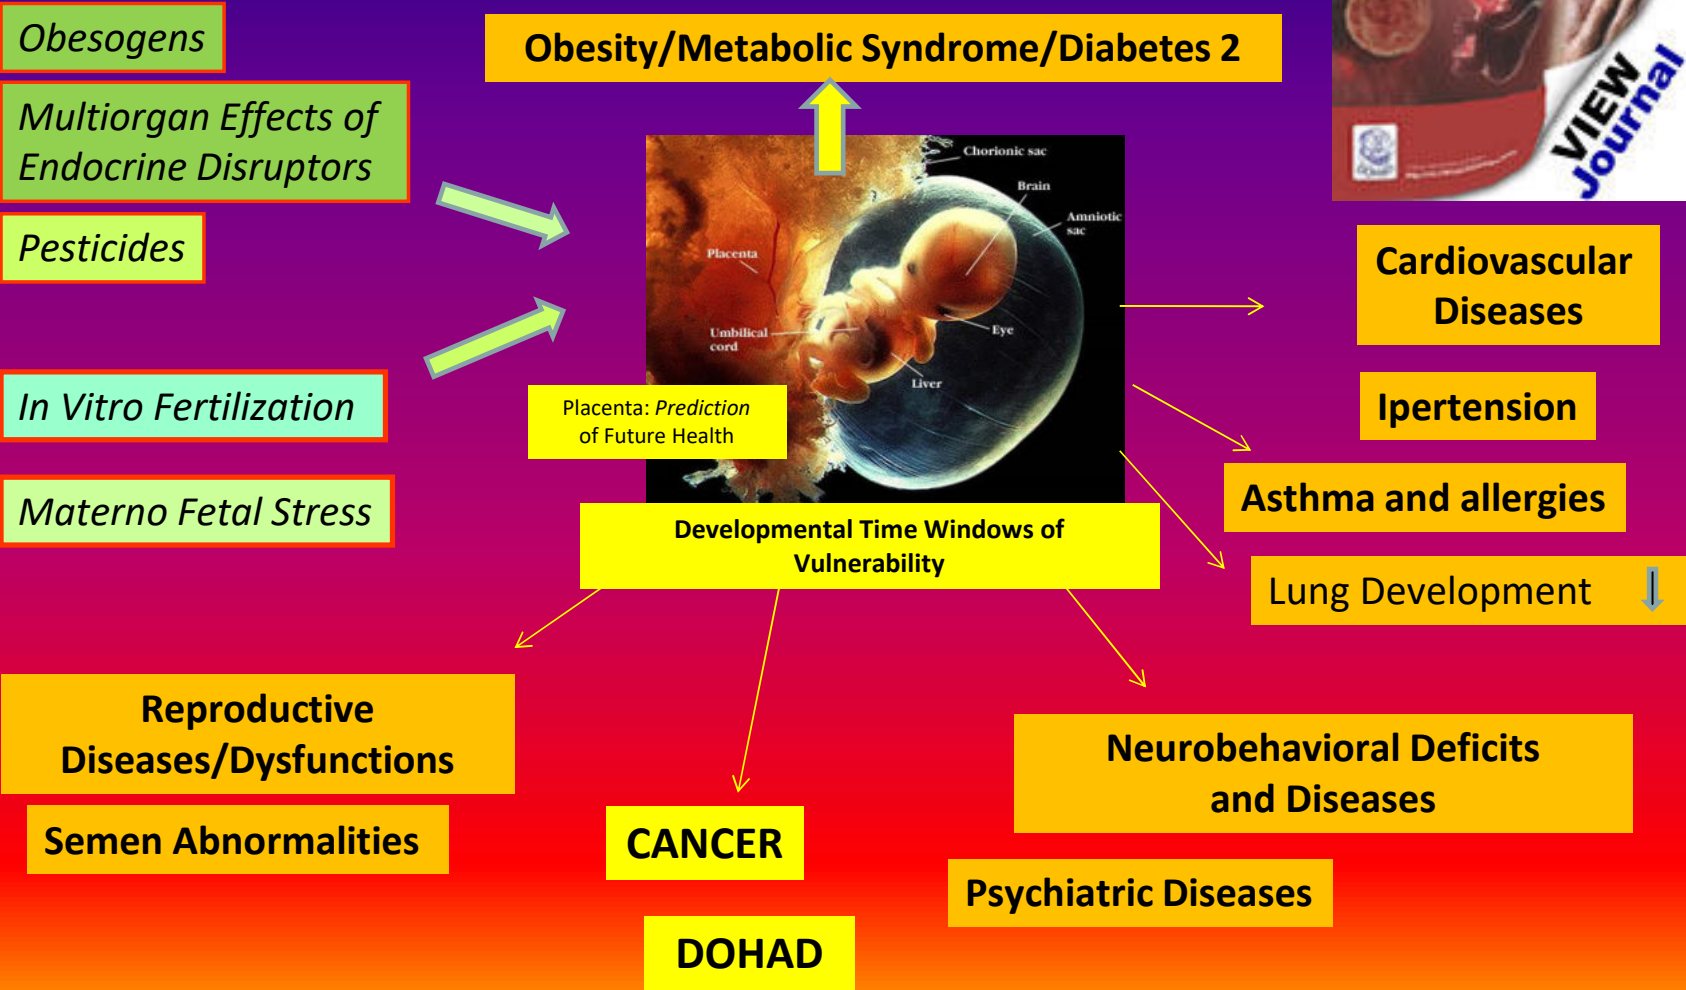 Obesogens
Multiorgan Effects of
Endocrine Disruptors
Pesticides
In Vitro Fertilization
Materno Fetal Stress
Obesity/Metabolic Syndrome/Diabetes 2
Chorionic sac
Brain
Amniotic
sac
Placenta
Umbilical
cord
Eye
Liver
Placenta: Prediction
of Future Health
Developmental Time Windows of
Vulnerability
VIEW
Journal
Cardiovascular
Diseases
Ipertension
Asthma and allergies
Lung Development
Reproductive
Diseases/Dysfunctions
Semen Abnormalities
CANCER
DOHAD
Neurobehavioral Deficits
and Diseases
Psychiatric Diseases